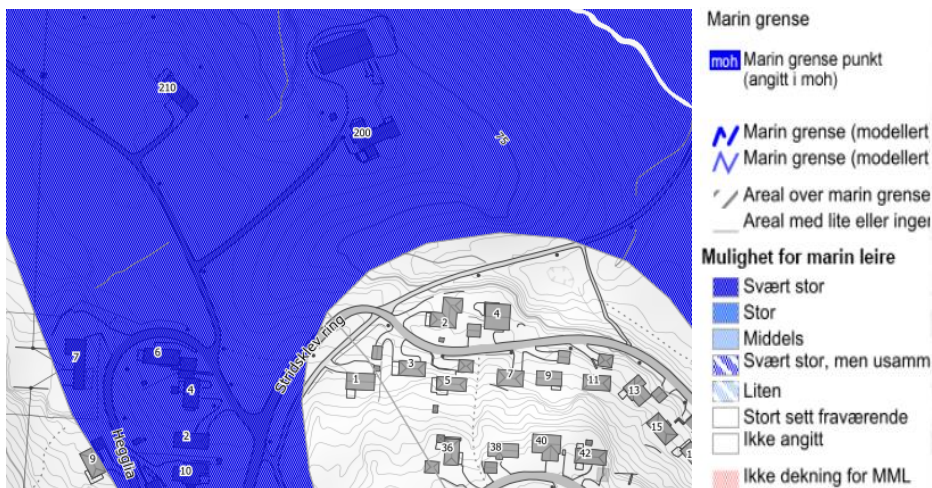 210
200
75
Stridsklev ring
2
4
7
6
4
1
3
5
7
9
11
13
15
2
Hegglia
9
10
36
38
40
42
Marin grense
moh Marin grense punkt
(angitt i moh)
Marin grense (modellert
Marin grense (modellert
Areal over marin grense
Areal med lite eller inger
Mulighet for marin leire
Svært stor
Stor
Middels
Svært stor, men usamm
Liten
Stort sett fraværende
Ikke angitt
Ikke dekning for MML